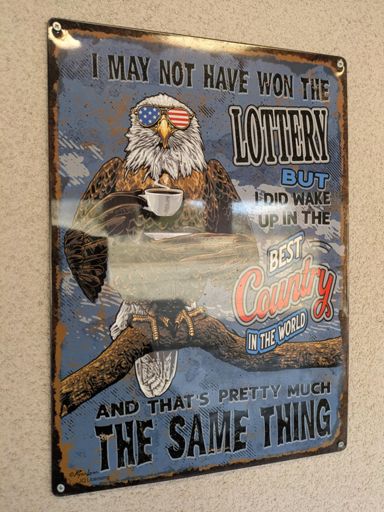 I MAY NOT HAVE WON THE
LOTTERY
BUT
I DID WAKE
UP IN THE
BEST
Country
IN THE WORLD
AND THAT'S PRETTY MUCH
THE SAME THING